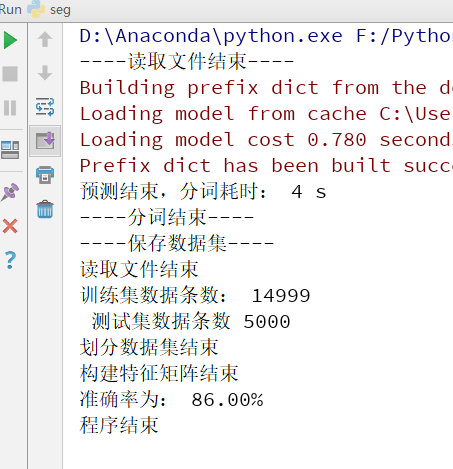 Run seg
D:\Anaconda\python.exe F:/Pytho
----读取文件结束----
Building prefix dict from the d
Loading model from cache C:\Use
Loading model cost 0.780 second
Prefix dict has been built succ
预测结束，分词耗时： 4 s
----分词结束----
----保存数据集----
读取文件结束
训练集数据条数： 14999
测试集数据条数 5000
划分数据集结束
构建特征矩阵结束
准确率为： 86.00%
程序结束